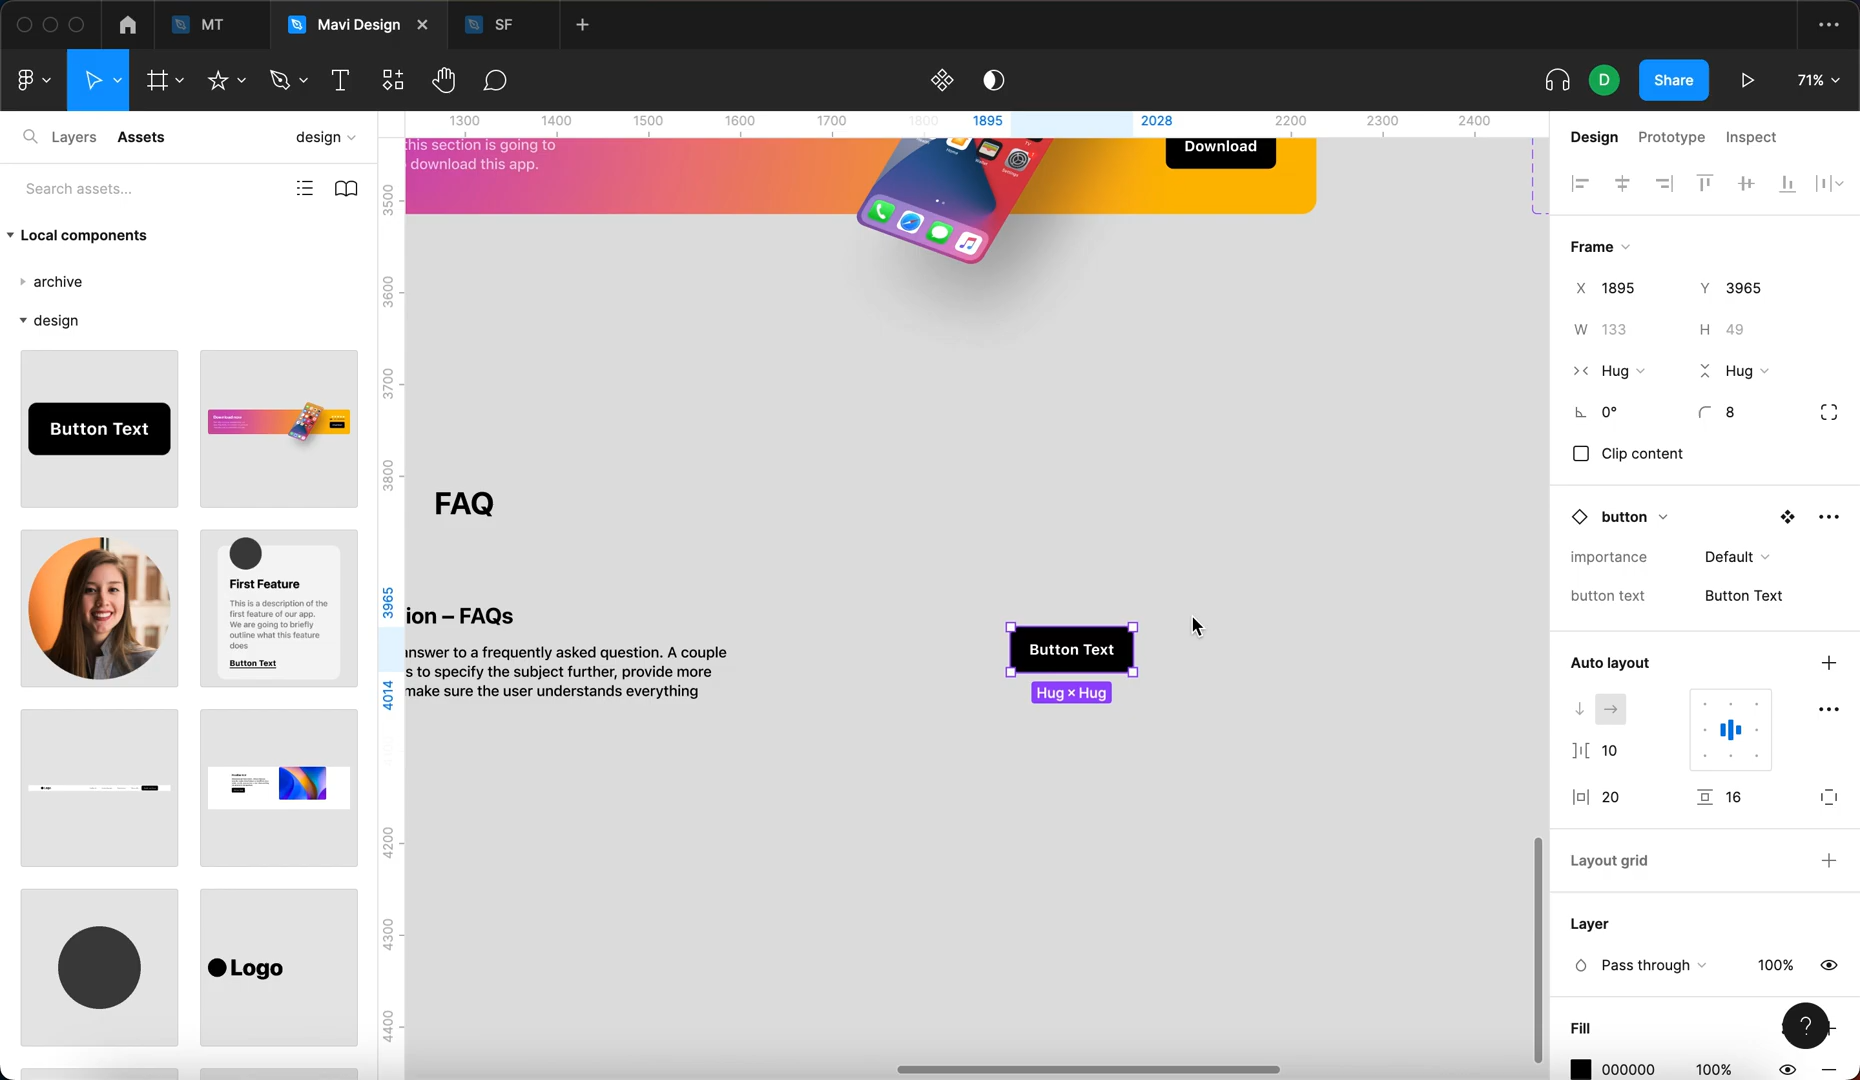 MT
Mavi Design
SF
D
Share
71%
Layers
Assets
design
Search assets...
Local components
archive
design
Button Text
First Feature
This is a description of the
first feature of our app.
We are going to briefly
outline what this feature
does
Button Text
Logo
1300
1400
1500
1600
1700
1800
1895
2028
2200
2300
2400
3500
3600
3700
3800
3965
4014
4200
4300
4400
this section is going to
download this app.
Download
FAQ
ion – FAQs
answer to a frequently asked question. A couple
s to specify the subject further, provide more
make sure the user understands everything
Button Text
Hug × Hug
Design
Prototype
Inspect
Frame
X 1895
Y 3965
W 133
H 49
Hug
Hug
0°
8
Clip content
button
importance
Default
button text
Button Text
Auto layout
10
20
16
Layout grid
Layer
Pass through
100%
Fill
?
000000
100%